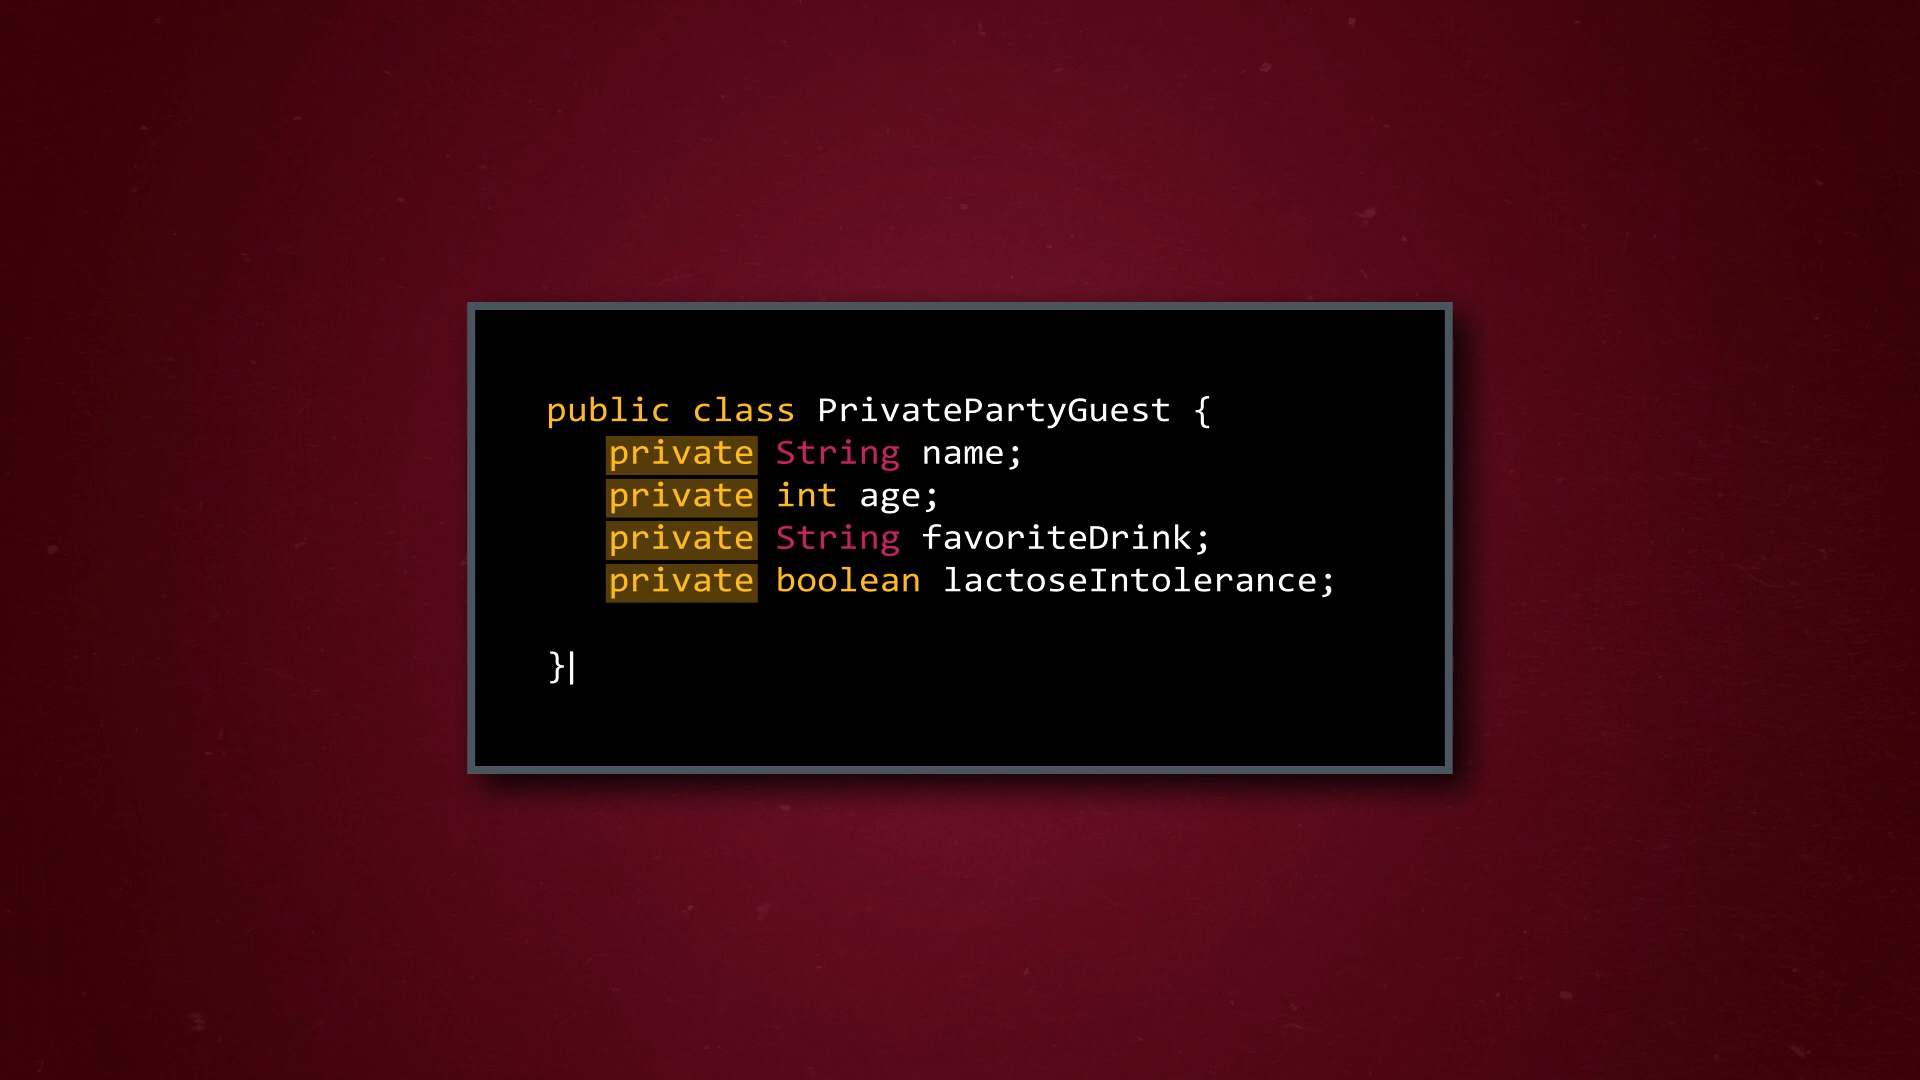 public class PrivatePartyGuest {
private String name;
private int age;
private String favoriteDrink;
private boolean lactoseIntolerance;
}|